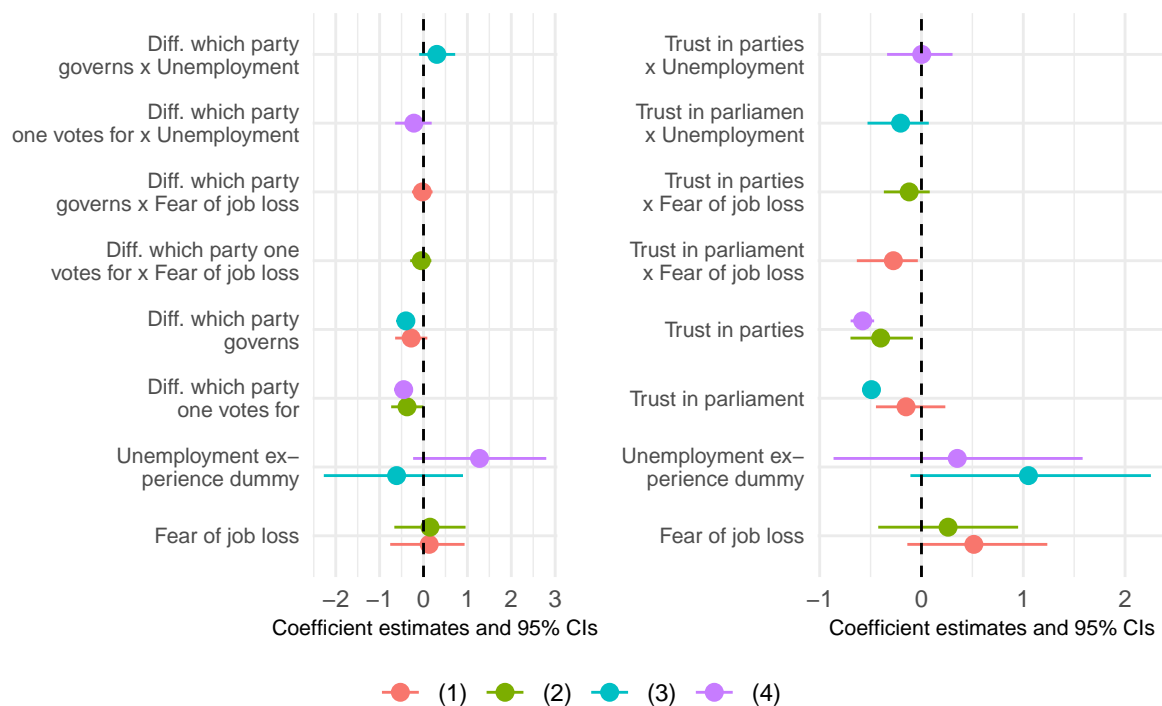 Diff. which party
governs x Unemployment
Diff. which party
one votes for x Unemployment
Diff. which party
governs x Fear of job loss
Diff. which party one
votes for x Fear of job loss
Diff. which party
governs
Diff. which party
one votes for
Unemployment ex–
perience dummy
Fear of job loss
–2 –1 0 1 2 3
Coefficient estimates and 95% CIs
Trust in parties
x Unemployment
Trust in parliamen
x Unemployment
Trust in parties
x Fear of job loss
Trust in parliament
x Fear of job loss
Trust in parties
Trust in parliament
Unemployment ex–
perience dummy
Fear of job loss
–1 0 1 2
Coefficient estimates and 95% CIs
(1) (2) (3) (4)